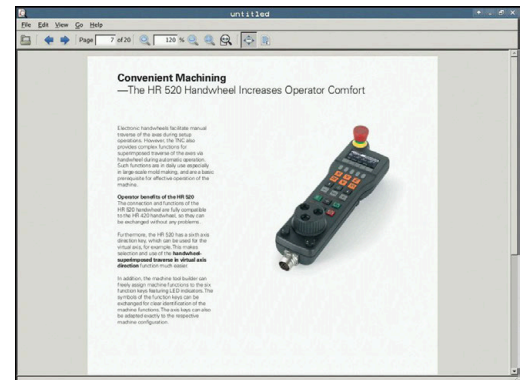 untitled
File Edit View Go Help
Page 7 of 20 120 %
Convenient Machining
—The HR 520 Handwheel Increases Operator Comfort
Electronic handwheels facilitate manual
traverse of the axes during setup
operations. However, the TNC also
provides complex functions for
superimposed traverse of the axes via
handwheel during automatic operation.
Such functions are in daily use especially
in large-scale mold making, and are a basic
prerequisite for effective operation of the
machine.
Operator benefits of the HR 520
The connection and functions of the
HR 520 handwheel are fully compatible
to the HR 420 handwheel, so they can
be exchanged without any problems.
Furthermore, the HR 520 has a sixth axis
direction key, which can be used for the
virtual axis, for example. This makes
selection and use of the handwheel-
superimposed traverse in virtual axis
direction function much easier.
In addition, the machine tool builder can
freely assign machine functions to the six
function keys featuring LED indicators. The
symbols of the function keys can be
exchanged for clear identification of the
machine functions. The axis keys can also
be adapted exactly to the respective
machine configuration.